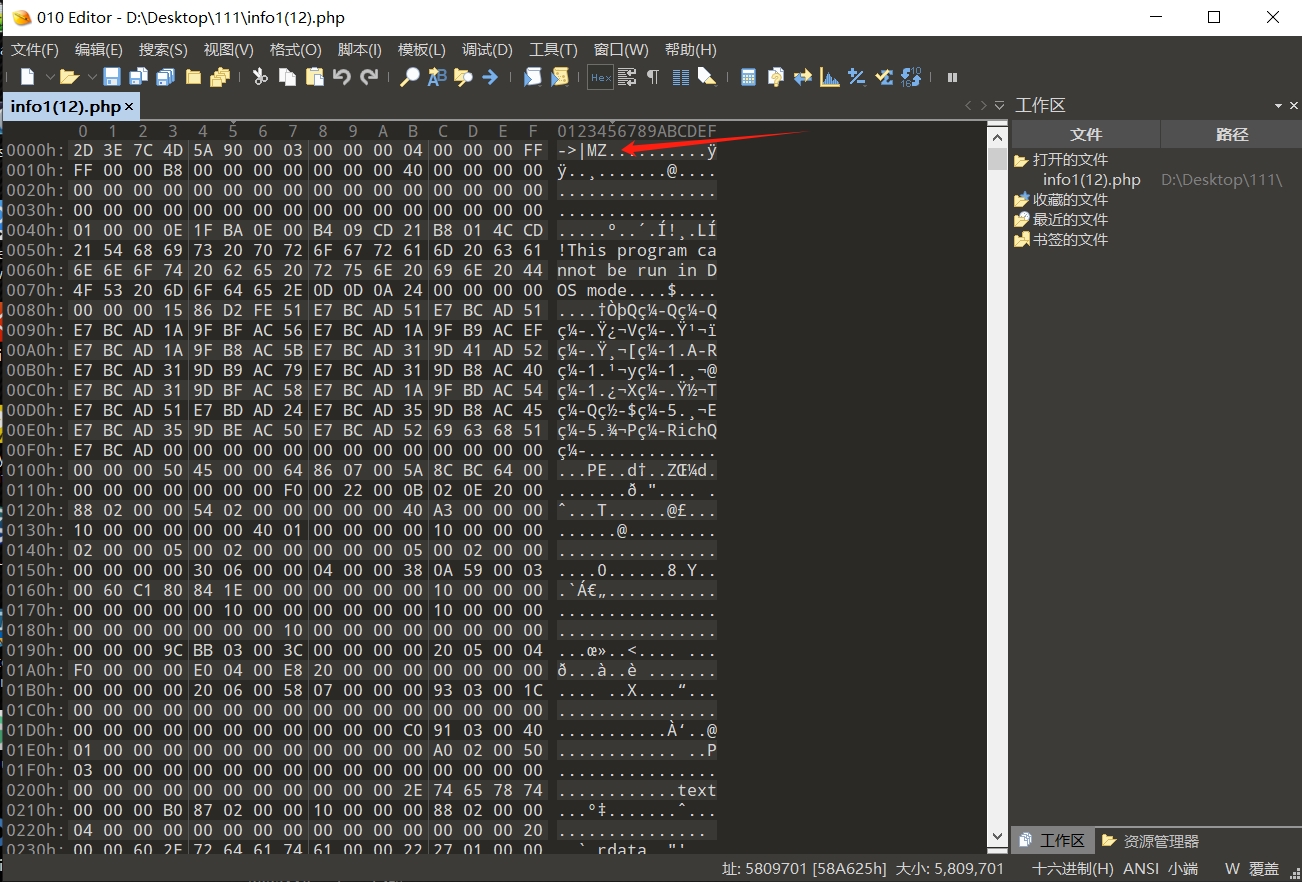 010 Editor - D:\Desktop\111\info1(12).php
文件(F) 编辑(E) 搜索(S) 视图(V) 格式(O) 脚本(I) 模板(L) 调试(D) 工具(T) 窗口(W) 帮助(H)
Hex
info1(12).php ×
工作区
0 1 2 3 4 5 6 7 8 9 A B C D E F 0123456789ABCDEF
文件 路径
0000h: 2D 3E 7C 4D 5A 90 00 03 00 00 00 04 00 00 00 FF ->|MZ..........ÿ
打开的文件
0010h: FF 00 00 B8 00 00 00 00 00 00 00 40 00 00 00 00 ÿ..¸.......@....
info1(12).php D:\Desktop\111\
0020h: 00 00 00 00 00 00 00 00 00 00 00 00 00 00 00 00 ................
收藏的文件
0030h: 00 00 00 00 00 00 00 00 00 00 00 00 00 00 00 00 ................
最近的文件
0040h: 01 00 00 0E 1F BA 0E 00 B4 09 CD 21 B8 01 4C CD .....º..´.Í!¸.LÍ
书签的文件
0050h: 21 54 68 69 73 20 70 72 6F 67 72 61 6D 20 63 61 !This program ca
0060h: 6E 6E 6F 74 20 62 65 20 72 75 6E 20 69 6E 20 44 nnot be run in D
0070h: 4F 53 20 6D 6F 64 65 2E 0D 0D 0A 24 00 00 00 00 OS mode....$....
0080h: 00 00 00 15 86 D2 FE 51 E7 BC AD 51 E7 BC AD 51 ....†ÒþQç¼-Qç¼-Q
0090h: E7 BC AD 1A 9F BF AC 56 E7 BC AD 1A 9F B9 AC EF ç¼-.Ÿ¿¬Vç¼-.Ÿ¹¬ï
00A0h: E7 BC AD 1A 9F B8 AC 5B E7 BC AD 31 9D 41 AD 52 ç¼-.Ÿ¸¬[ç¼-1.A-R
00B0h: E7 BC AD 31 9D B9 AC 79 E7 BC AD 31 9D B8 AC 40 ç¼-1.¹¬yç¼-1.¸¬@
00C0h: E7 BC AD 31 9D BF AC 58 E7 BC AD 1A 9F BD AC 54 ç¼-1.¿¬Xç¼-.Ÿ½¬T
00D0h: E7 BC AD 51 E7 BD AD 24 E7 BC AD 35 9D B8 AC 45 ç¼-Qç½-$ç¼-5.¸¬E
00E0h: E7 BC AD 35 9D BE AC 50 E7 BC AD 52 69 63 68 51 ç¼-5.¾¬Pç¼-RichQ
00F0h: E7 BC AD 00 00 00 00 00 00 00 00 00 00 00 00 00 ç¼-.............
0100h: 00 00 00 50 45 00 00 64 86 07 00 5A 8C BC 64 00 ...PE..d†..ZŒ¼d.
0110h: 00 00 00 00 00 00 00 F0 00 22 00 0B 02 0E 20 00 .......ð.".... .
0120h: 88 02 00 00 00 54 02 00 00 00 00 40 A3 00 00 00 ˆ....T.....@£...
0130h: 10 00 00 00 00 00 40 01 00 00 00 00 10 00 00 00 ......@.........
0140h: 02 00 00 05 00 02 00 00 00 00 00 05 00 02 00 00 ................
0150h: 00 00 00 00 30 06 00 00 04 00 00 38 0A 59 00 03 ....0......8.Y..
0160h: 00 60 C1 80 84 1E 00 00 00 00 00 00 10 00 00 00 .`Á€„...........
0170h: 00 00 00 00 00 10 00 00 00 00 00 00 10 00 00 00 ................
0180h: 00 00 00 00 00 00 00 10 00 00 00 00 00 00 00 00 ................
0190h: 00 00 00 9C BB 03 00 3C 00 00 00 00 20 05 00 04 ...œ»..<.... ...
01A0h: F0 00 00 00 E0 04 00 E8 20 00 00 00 00 00 00 00 ð...à..è .......
01B0h: 00 00 00 00 20 06 00 58 07 00 00 00 00 93 03 00 1C .... ..X....“...
01C0h: 00 00 00 00 00 00 00 00 00 00 00 00 00 00 00 00 ................
01D0h: 00 00 00 00 00 00 00 00 00 00 00 C0 91 03 00 40 ...........À‘..@
01E0h: 01 00 00 00 00 00 00 00 00 00 00 00 A0 02 00 50 ............ ..P
01F0h: 03 00 00 00 00 00 00 00 00 00 00 00 00 00 00 00 ................
0200h: 00 00 00 00 00 00 00 00 00 00 00 2E 74 65 78 74 ............text
0210h: 00 00 00 B0 87 02 00 00 10 00 00 00 88 02 00 00 ...°‡.......ˆ...
0220h: 04 00 00 00 00 00 00 00 00 00 00 00 00 00 00 20 ...............
0230h: 00 00 60 2E 72 64 61 74 61 00 00 22 27 01 00 00 ..`.rdata.."'...
工作区 资源管理器
址: 5809701 [58A625h] 大小: 5,809,701 十六进制(H) ANSI 小端 W 覆盖